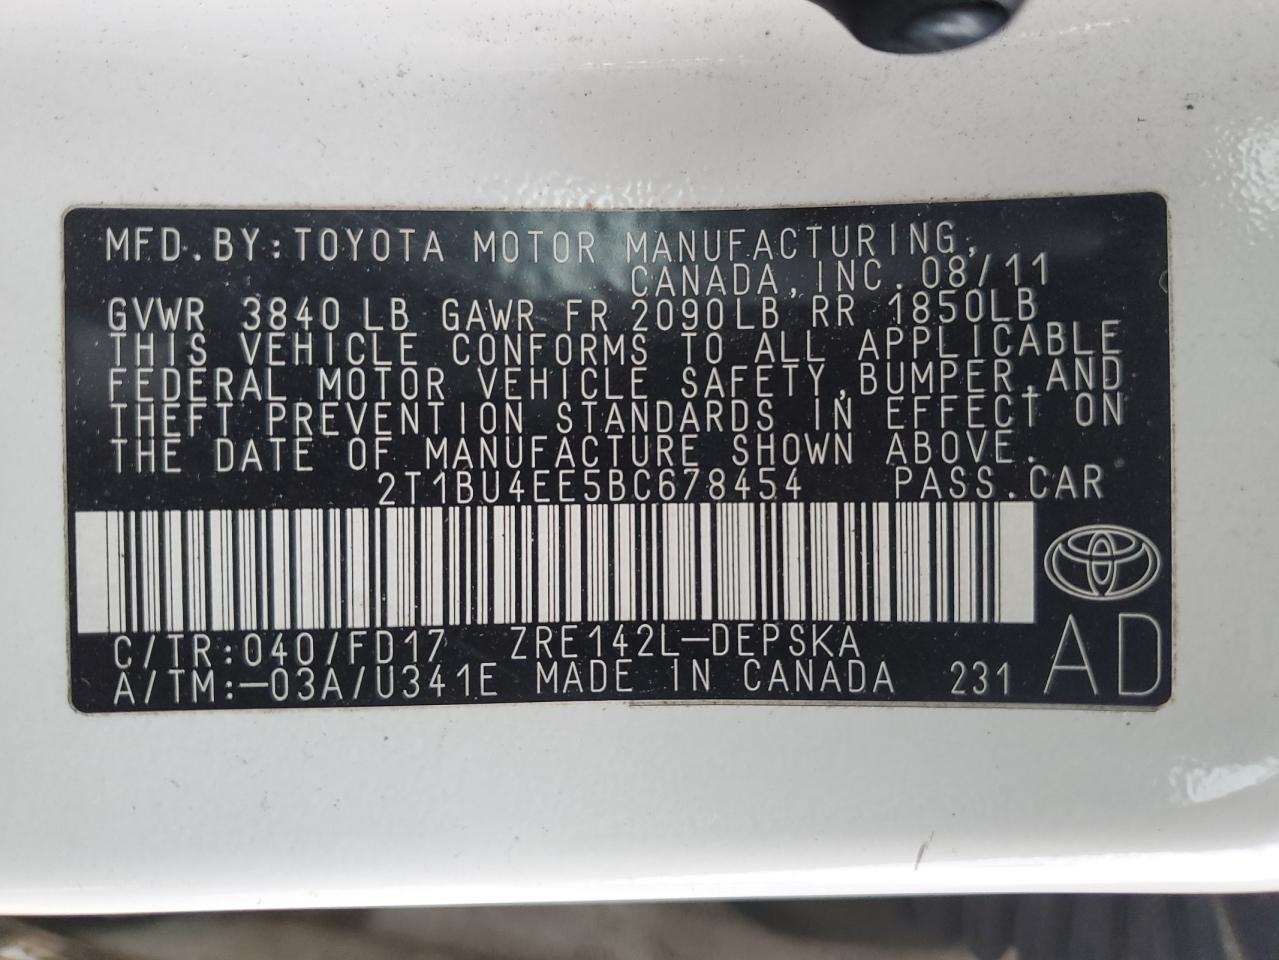 MFD.BY:TOYOTA MOTOR MANUFACTURING,
CANADA,INC.08/11
GVWR 3840 LB GAWR FR 2090LB RR 1850LB
THIS VEHICLE CONFORMS TO ALL APPLICABLE
FEDERAL MOTOR VEHICLE SAFETY,BUMPER,AND
THEFT PREVENTION STANDARDS IN EFFECT ON
THE DATE OF MANUFACTURE SHOWN ABOVE.
2T1BU4EE5BC678454 PASS.CAR
C/TR:040/FD17 ZRE142L-DEPSKA
A/TM:-03A/U341E MADE IN CANADA 231 AD